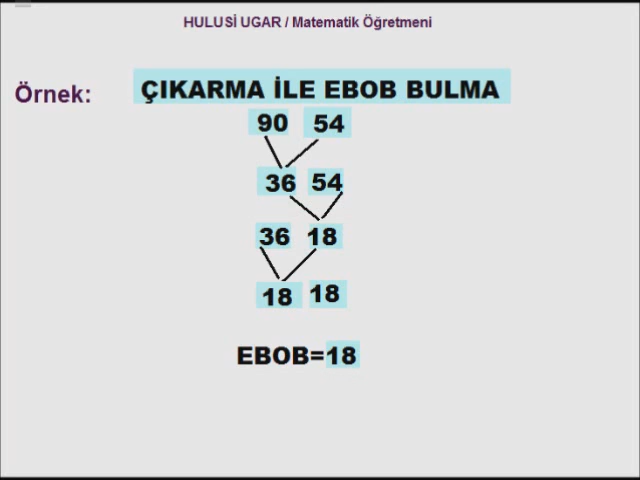 HULUSİ UGAR / Matematik Öğretmeni
Örnek: ÇIKARMA İLE EBOB BULMA
90 54
36 54
36 18
18 18
EBOB=18